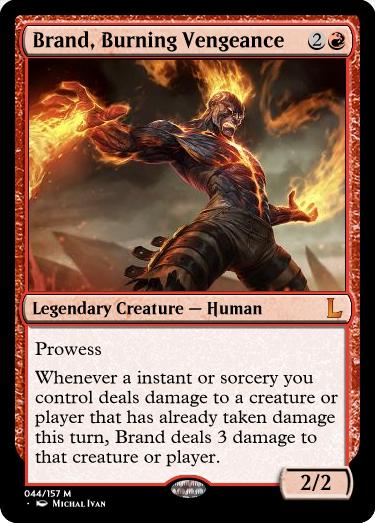 Brand, Burning Vengeance 2
Legendary Creature — Human L
Prowess
Whenever a instant or sorcery you
control deals damage to a creature or
player that has already taken damage
this turn, Brand deals 3 damage to
that creature or player.
2/2
044/157 M
· MICHAL IVAN